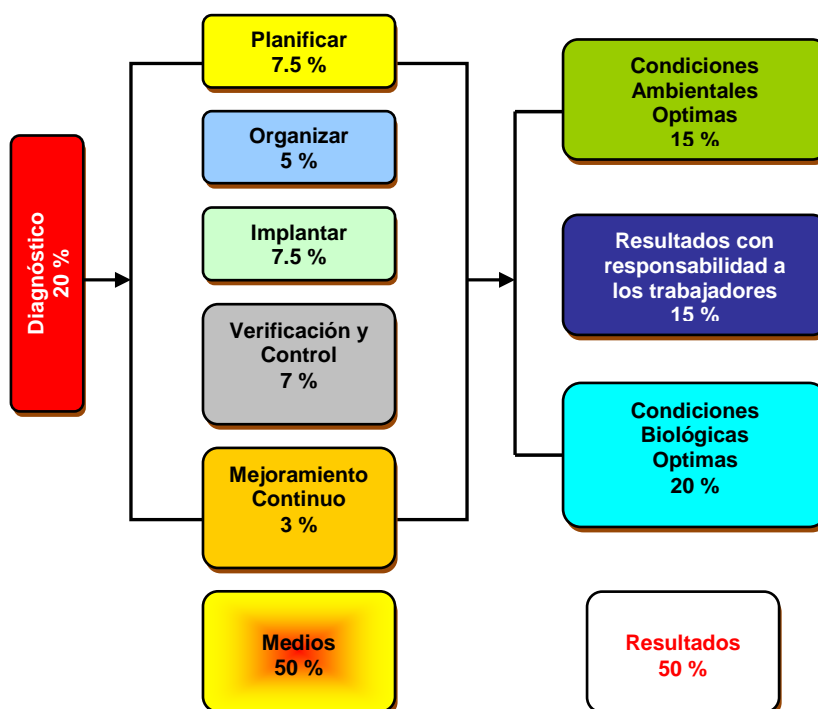 Diagnóstico
20 %
Planificar
7.5 %
Organizar
5 %
Implantar
7.5 %
Verificación y
Control
7 %
Mejoramiento
Continuo
3 %
Medios
50 %
Condiciones
Ambientales
Optimas
15 %
Resultados con
responsabilidad a
los trabajadores
15 %
Condiciones
Biológicas
Optimas
20 %
Resultados
50 %